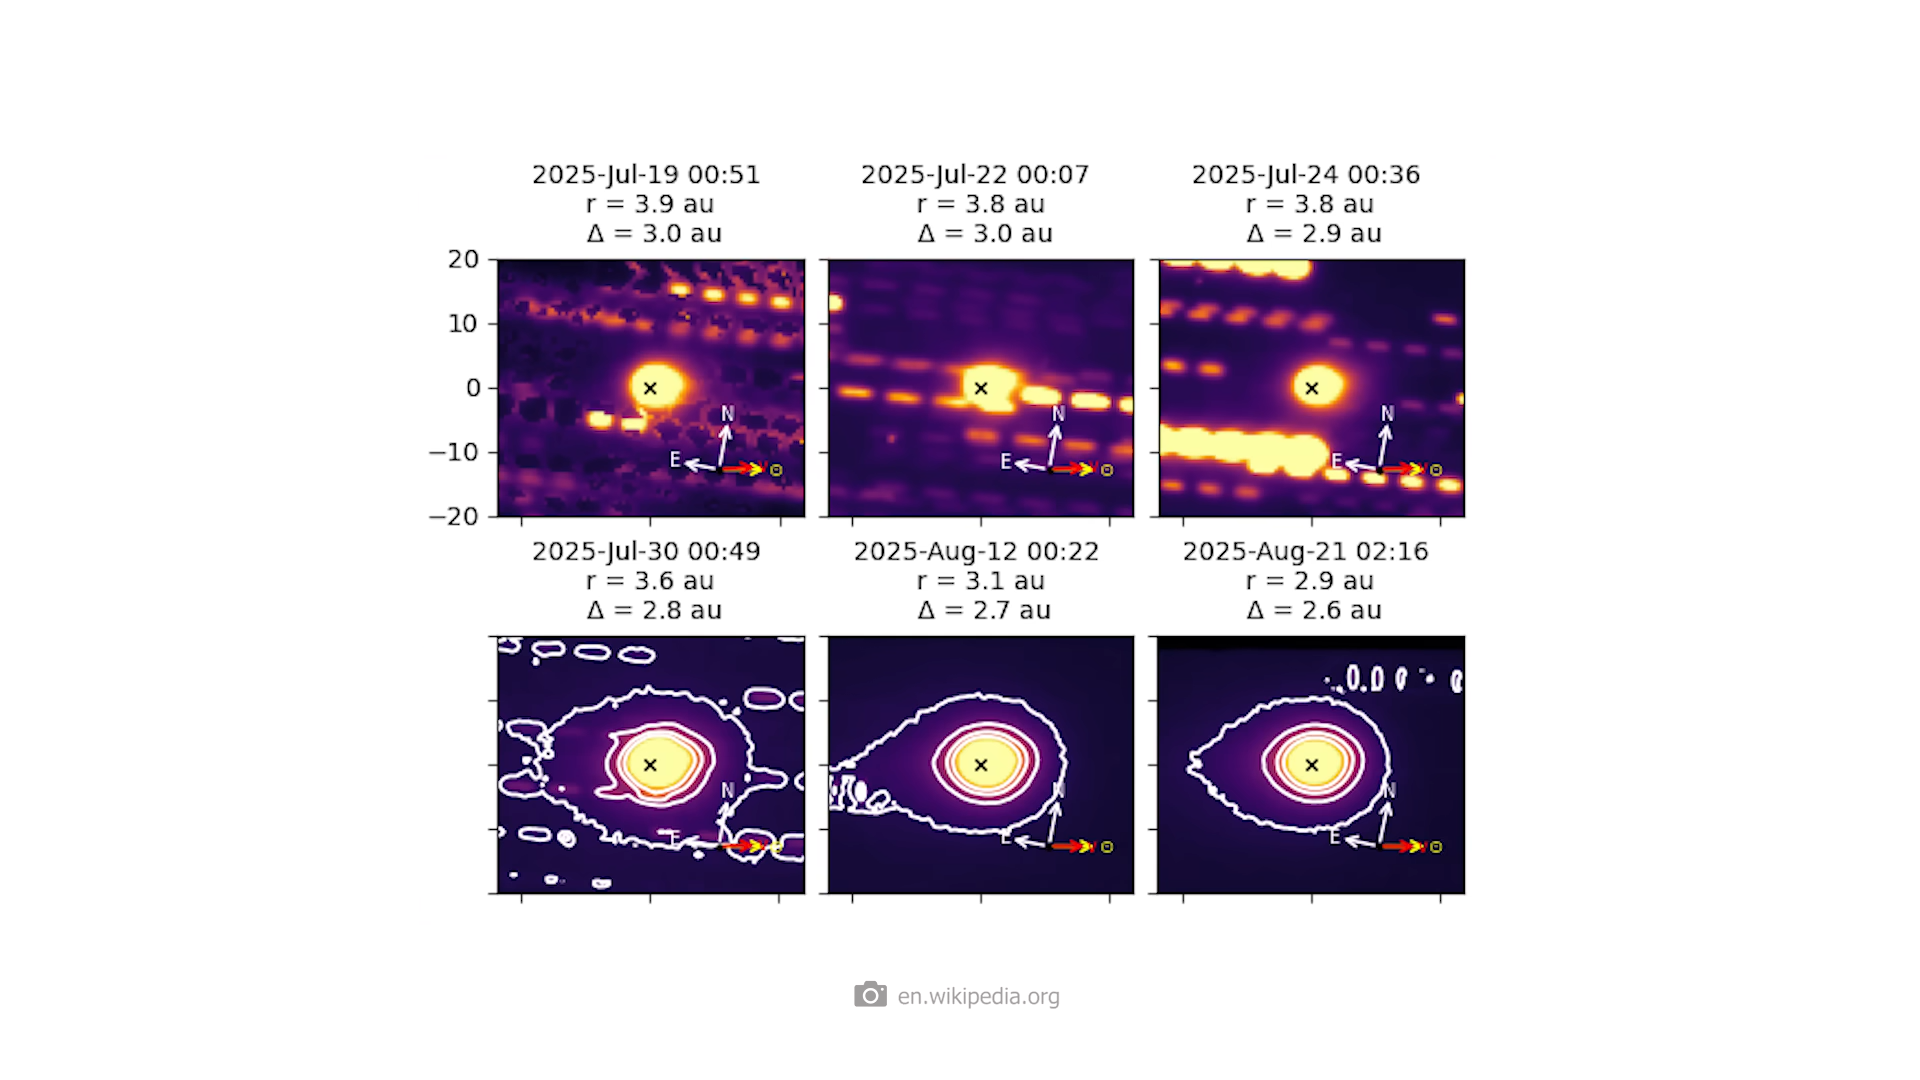 2025-Jul-19 00:51
r = 3.9 au
Δ = 3.0 au
2025-Jul-22 00:07
r = 3.8 au
Δ = 3.0 au
2025-Jul-24 00:36
r = 3.8 au
Δ = 2.9 au
20
10
0
−10
−20
N
E
N
E
N
E
2025-Jul-30 00:49
r = 3.6 au
Δ = 2.8 au
2025-Aug-12 00:22
r = 3.1 au
Δ = 2.7 au
2025-Aug-21 02:16
r = 2.9 au
Δ = 2.6 au
N
E
N
E
N
E
en.wikipedia.org